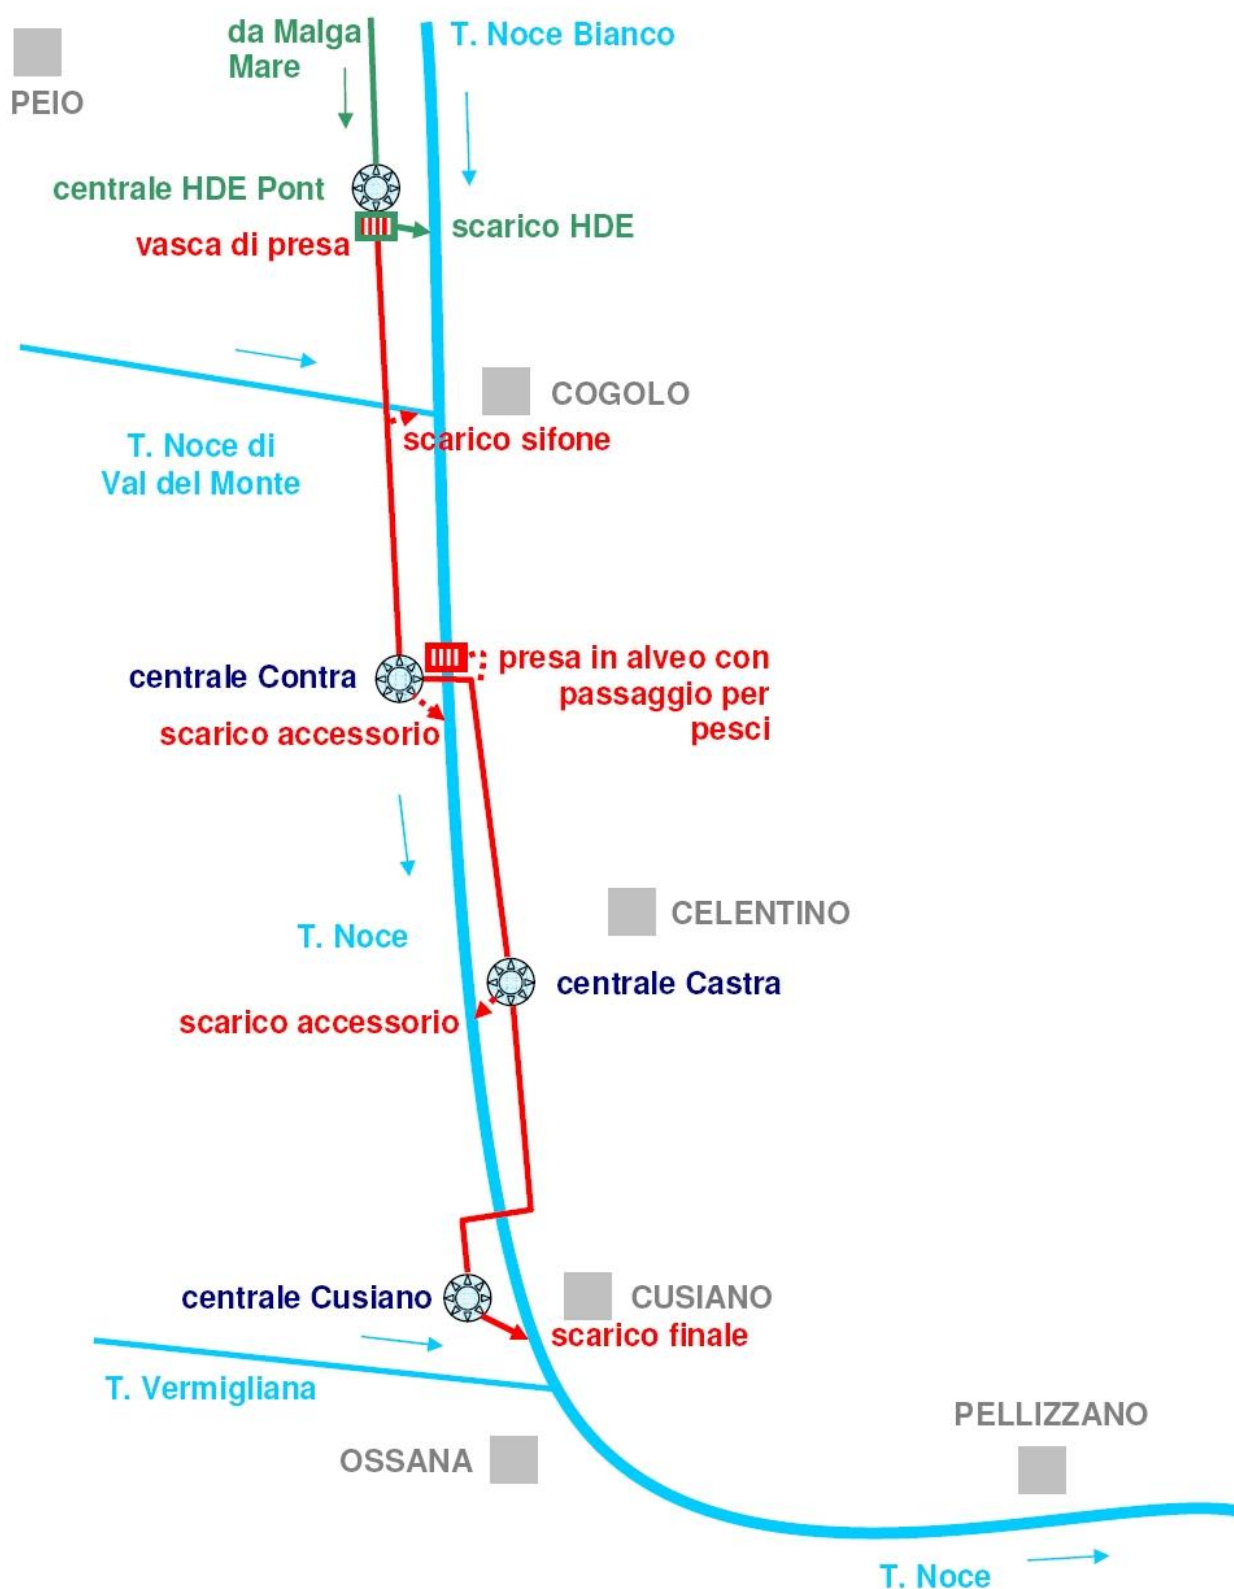 da Malga
Mare
T. Noce Bianco
PEIO
centrale HDE Pont
scarico HDE
vasca di presa
COGOLO
scarico sifone
T. Noce di
Val del Monte
presa in alveo con
passaggio per
pesci
centrale Contra
scarico accessorio
CELENTINO
T. Noce
centrale Castra
scarico accessorio
centrale Cusiano
CUSIANO
scarico finale
T. Vermigliana
PELLIZZANO
OSSANA
T. Noce